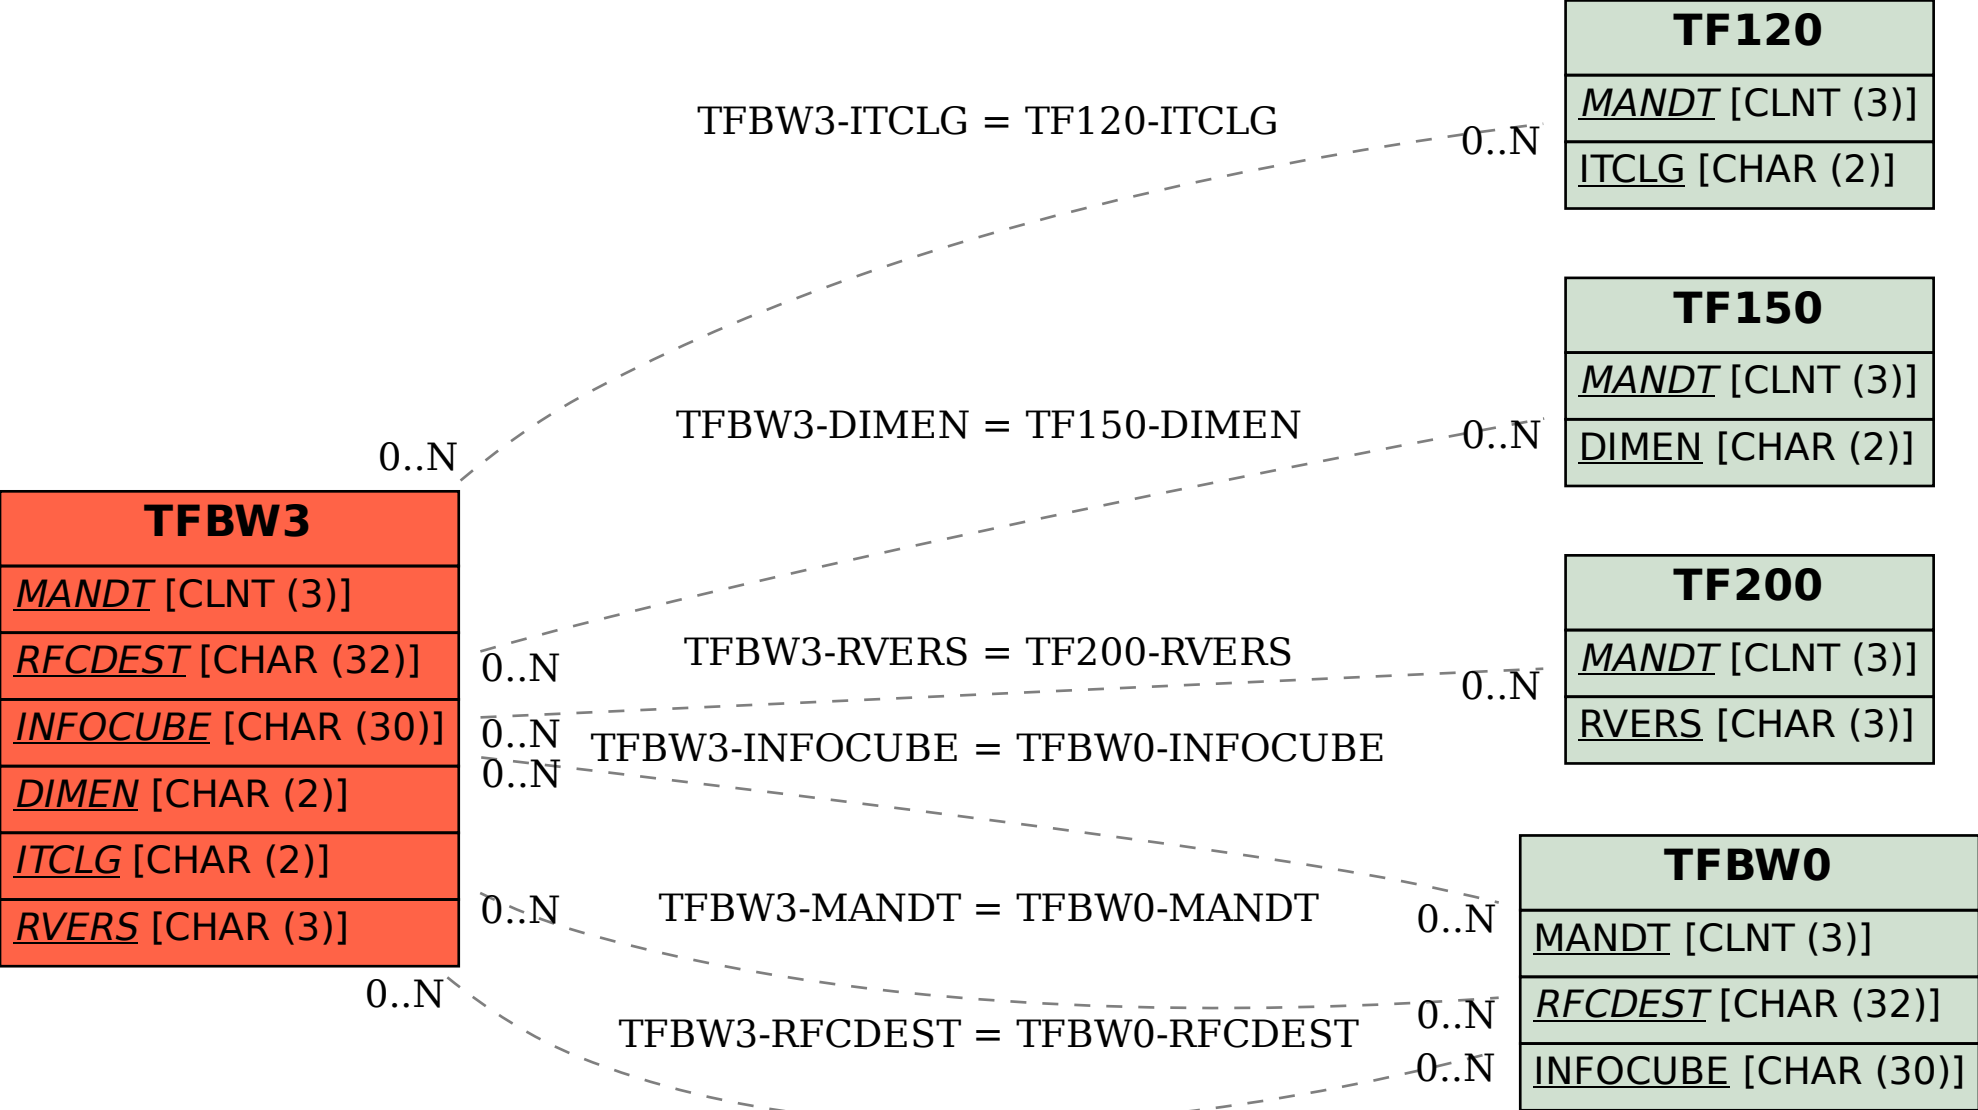 TF120
MANDT [CLNT (3)]
ITCLG [CHAR (2)]
TFBW3-ITCLG = TF120-ITCLG
0..N
0..N
TF150
MANDT [CLNT (3)]
DIMEN [CHAR (2)]
TFBW3-DIMEN = TF150-DIMEN
0..N
0..N
TFBW3
MANDT [CLNT (3)]
RFCDEST [CHAR (32)]
INFOCUBE [CHAR (30)]
DIMEN [CHAR (2)]
ITCLG [CHAR (2)]
RVERS [CHAR (3)]
TF200
MANDT [CLNT (3)]
RVERS [CHAR (3)]
TFBW3-RVERS = TF200-RVERS
0..N
0..N
TFBW3-INFOCUBE = TFBW0-INFOCUBE
0..N
0..N
TFBW3-MANDT = TFBW0-MANDT
0..N
0..N
TFBW3-RFCDEST = TFBW0-RFCDEST
0..N
0..N
TFBW0
MANDT [CLNT (3)]
RFCDEST [CHAR (32)]
INFOCUBE [CHAR (30)]